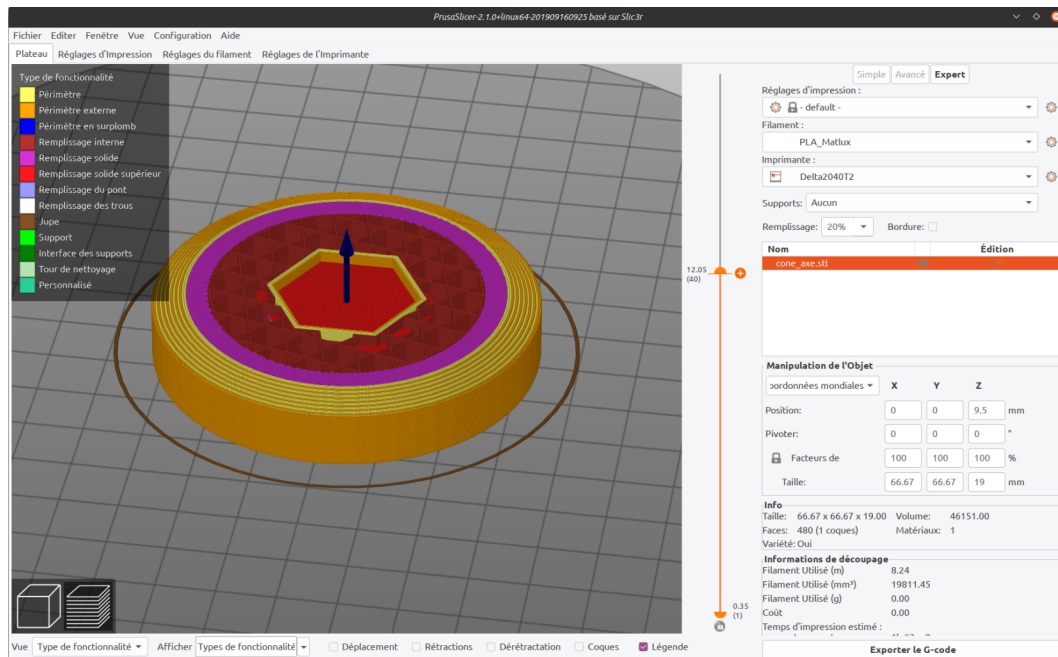 PrusaSlicer-2.1.0+linux64-201909160925 basé sur Slic3r
Fichier Editer Fenêtre Vue Configuration Aide
Plateau Réglages d'Impression Réglages du filament Réglages de l'Imprimante
Type de fonctionnalité
Périmètre
Périmètre externe
Périmètre en surplomb
Remplissage interne
Remplissage solide
Remplissage solide supérieur
Remplissage du pont
Remplissage des trous
Jupe
Support
Interface des supports
Tour de nettoyage
Personnalisé
12.05
(40)
0.35
(1)
Simple Avancé Expert
Réglages d'impression :
- default -
Filament :
PLA_Matlux
Imprimante :
Delta2040T2
Supports: Aucun
Remplissage: 20% Bordure:
Nom Édition
cone_axe.stl
Manipulation de l'Objet
oordonnées mondiales X Y Z
Position: 0 0 9.5 mm
Pivoter: 0 0 0 °
Facteurs de 100 100 100 %
Taille: 66.67 66.67 19 mm
Info
Taille: 66.67 x 66.67 x 19.00 Volume: 46151.00
Faces: 480 (1 coques) Matériaux: 1
Variété: Oui
Informations de découpage
Filament Utilisé (m) 8.24
Filament Utilisé (mm³) 19811.45
Filament Utilisé (g) 0.00
Coût 0.00
Temps d'impression estimé :
Vue Type de fonctionnalité Afficher Types de fonctionnalité Déplacement Rétractions Dérétractation Coques Légende
Exporter le G-code